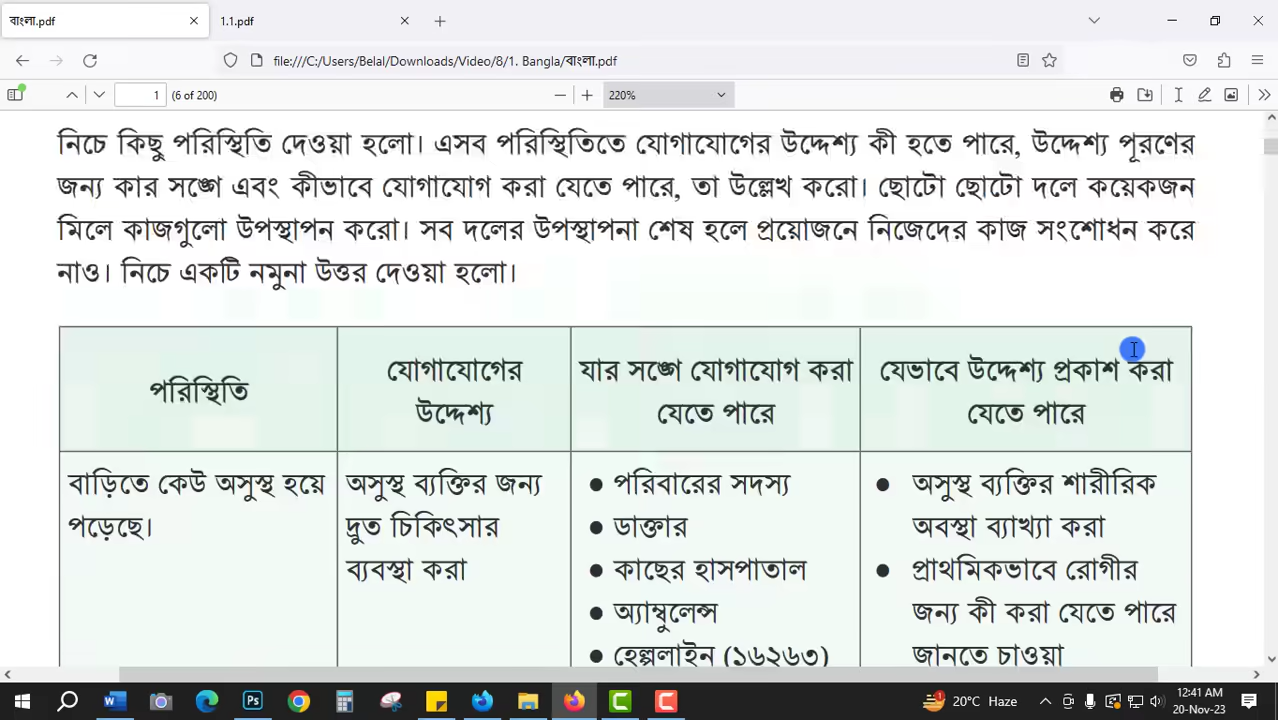 বাংলা.pdf
1.1.pdf
file:///C:/Users/Belal/Downloads/Video/8/1. Bangla/বাংলা.pdf
1
(6 of 200)
220%
নিচে কিছু পরিস্থিতি দেওয়া হলো। এসব পরিস্থিতিতে যোগাযোগের উদ্দেশ্য কী হতে পারে, উদ্দেশ্য পূরণের
জন্য কার সঙ্গে এবং কীভাবে যোগাযোগ করা যেতে পারে, তা উল্লেখ করো। ছোটো ছোটো দলে কয়েকজন
মিলে কাজগুলো উপস্থাপন করো। সব দলের উপস্থাপনা শেষ হলে প্রয়োজনে নিজেদের কাজ সংশোধন করে
নাও। নিচে একটি নমুনা উত্তর দেওয়া হলো।
পরিস্থিতি
যোগাযোগের
উদ্দেশ্য
যার সঙ্গে যোগাযোগ করা
যেতে পারে
যেভাবে উদ্দেশ্য প্রকাশ করা
যেতে পারে
বাড়িতে কেউ অসুস্থ হয়ে
পড়েছে।
অসুস্থ ব্যক্তির জন্য
দ্রুত চিকিৎসার
ব্যবস্থা করা
● পরিবারের সদস্য
● ডাক্তার
● কাছের হাসপাতাল
● অ্যাম্বুলেন্স
● হেল্পলাইন (১৬২৬৩)
● অসুস্থ ব্যক্তির শারীরিক
অবস্থা ব্যাখ্যা করা
● প্রাথমিকভাবে রোগীর
জন্য কী করা যেতে পারে
জানতে চাওয়া
20°C Haze
12:41 AM
20-Nov-23